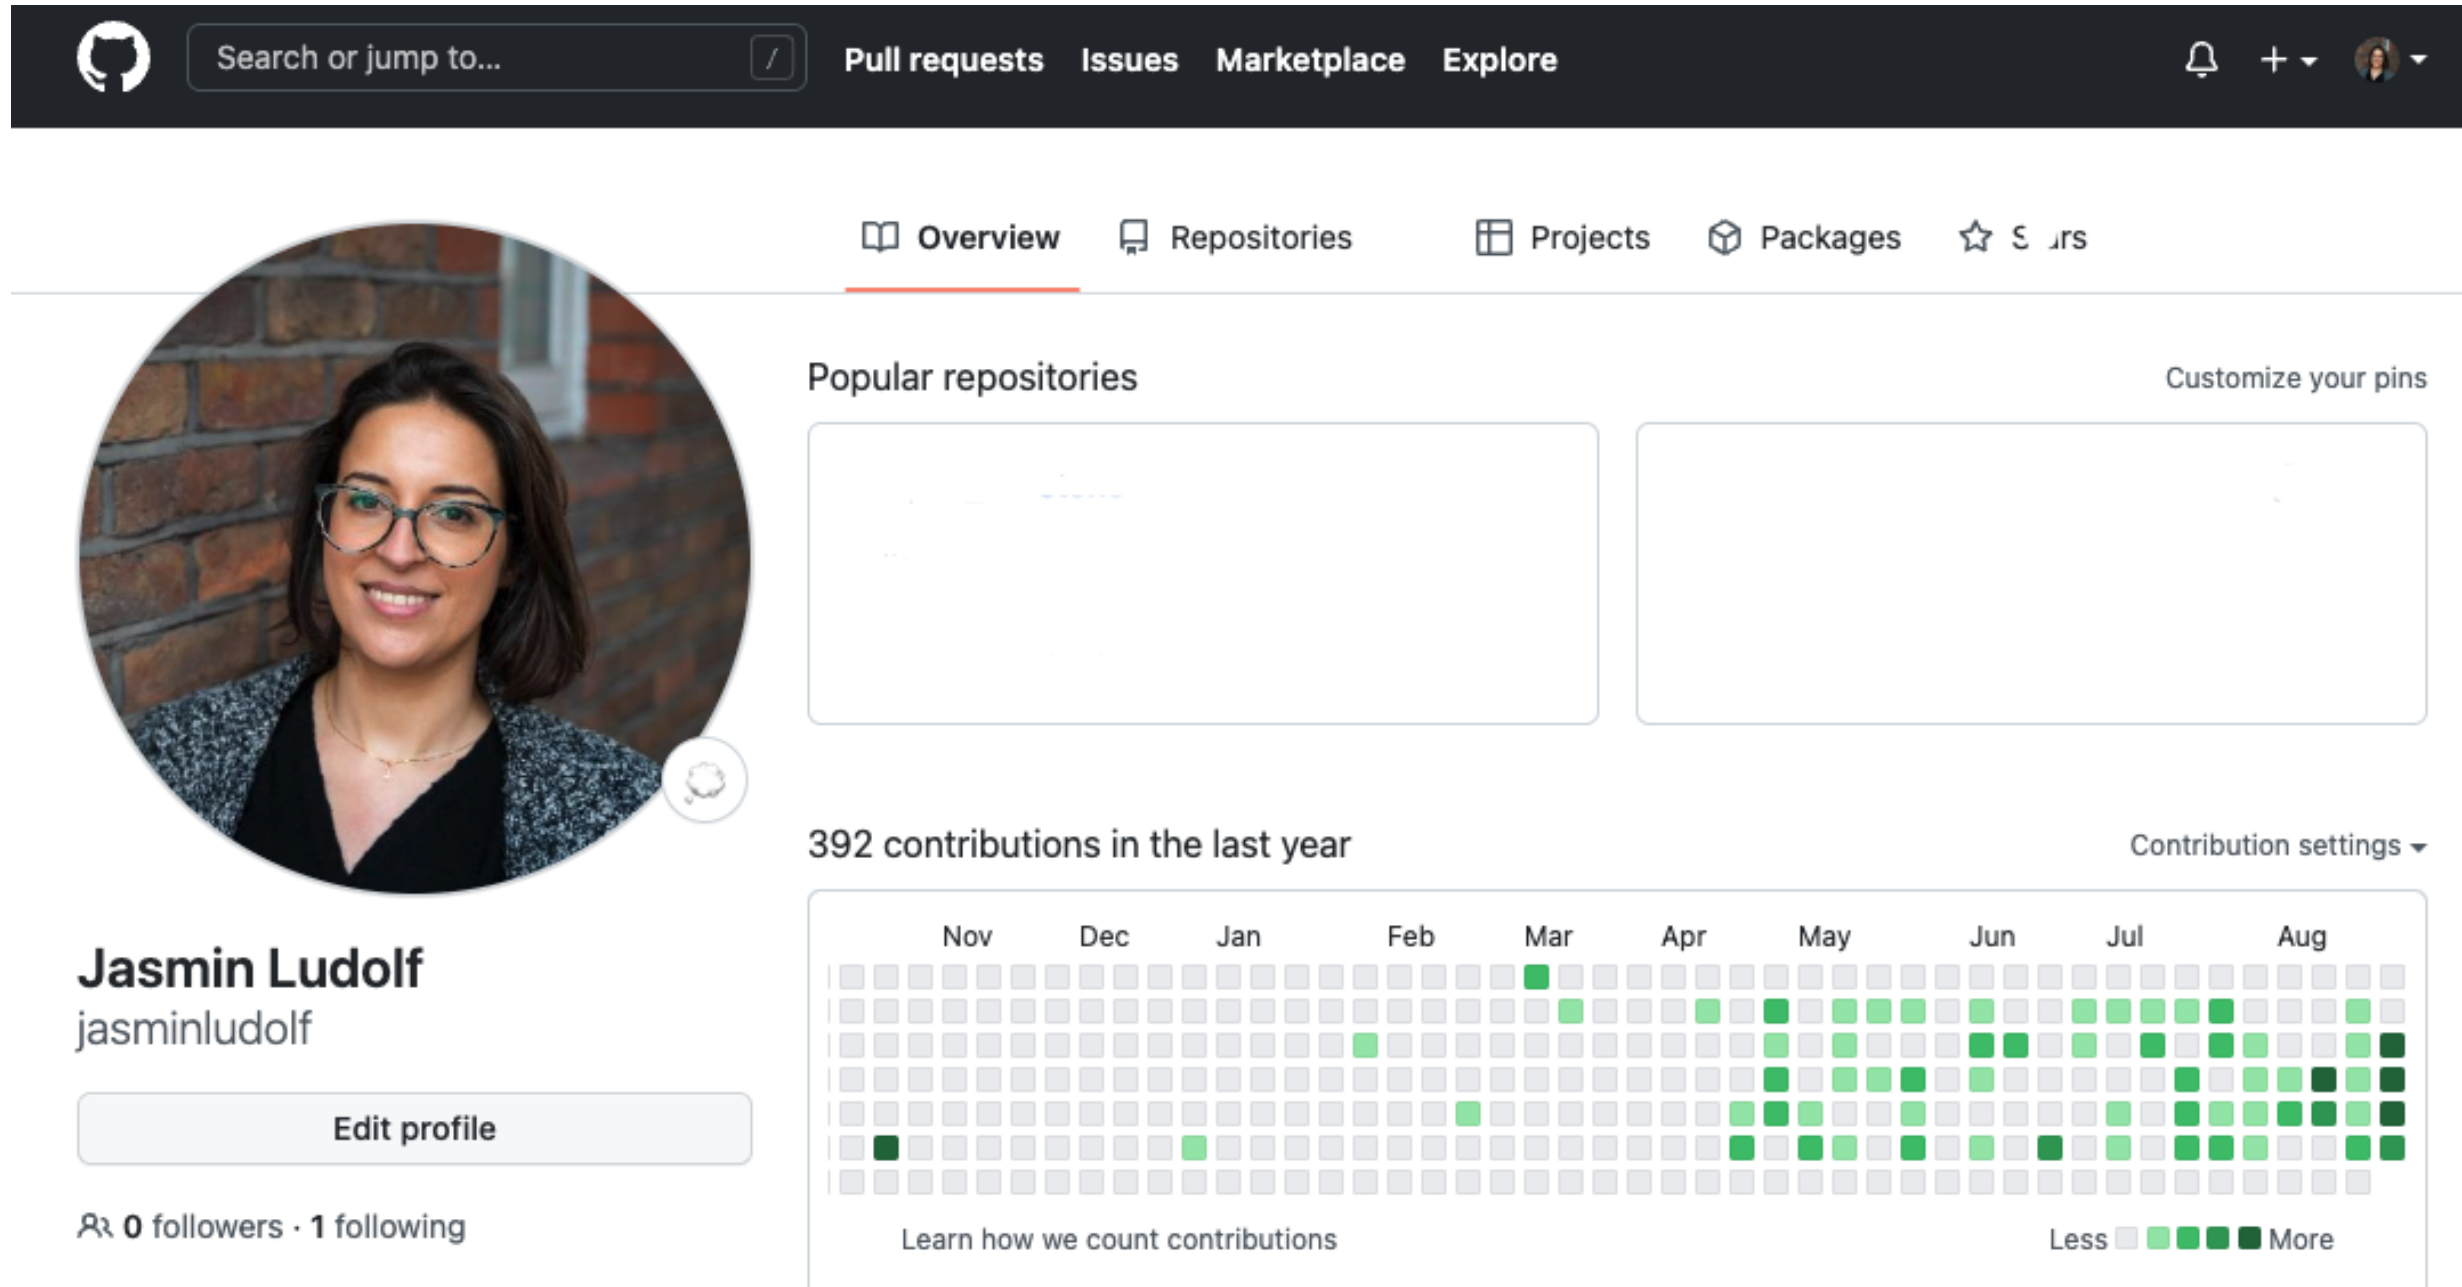 Search or jump to... /
Pull requests Issues Marketplace Explore
Overview Repositories Projects Packages
Popular repositories
Customize your pins
392 contributions in the last year
Contribution settings
Nov Dec Jan Feb Mar Apr May Jun Jul Aug
Learn how we count contributions
Less More
Jasmin Ludolf
jasminludolf
Edit profile
0 followers · 1 following